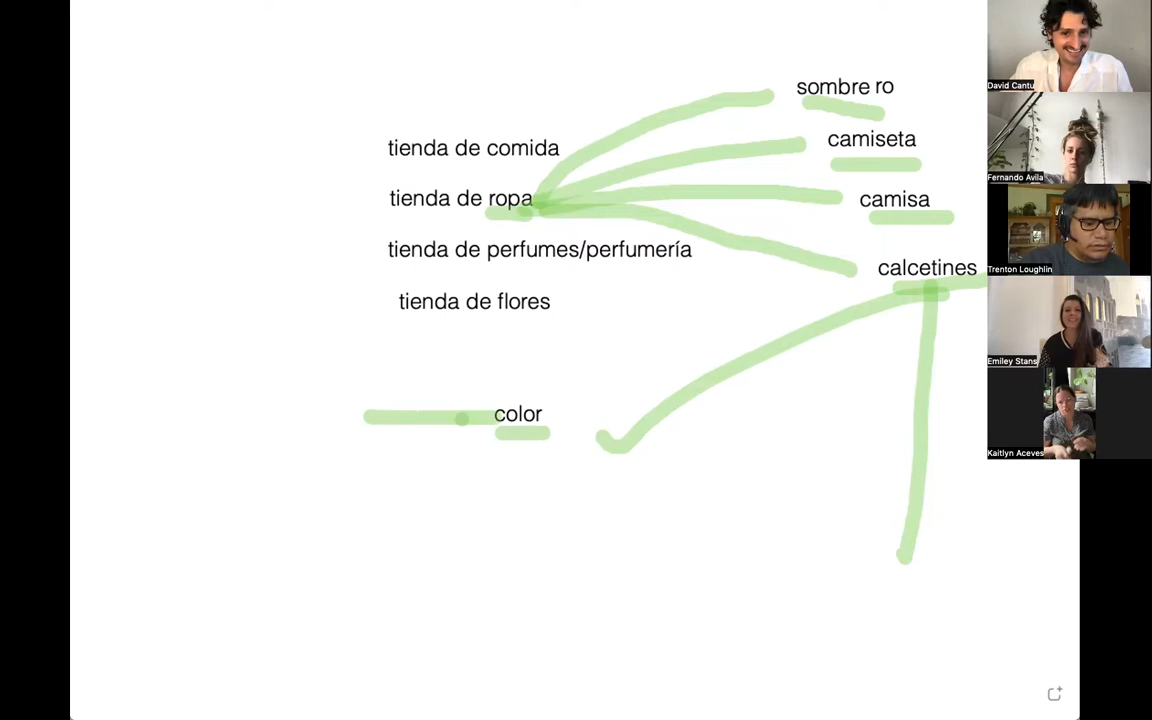 sombre ro
camiseta
tienda de comida
camisa
tienda de ropa
tienda de perfumes/perfumería
calcetines
tienda de flores
color
David Cantu
Fernando Avila
Trenton Loughlin
Emiley Stans
Kaitlyn Aceves